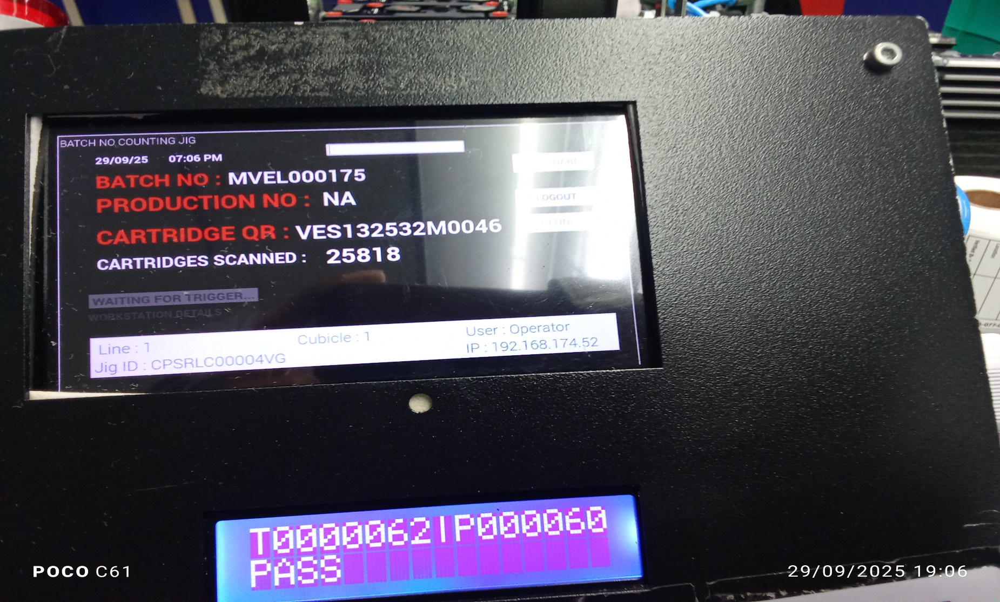 BATCH NO COUNTING JIG
29/09/25 07:06 PM
BATCH NO : MVEL000175
PRODUCTION NO : NA
CARTRIDGE QR : VES132532M0046
LOGOUT
CARTRIDGES SCANNED : 25818
WAITING FOR TRIGGER...
WORKSTATION DETAILS
Line : 1 Cubicle : 1 User : Operator
Jig ID : CPSRLC00004VG IP : 192.168.174.52
T0000062|P000060
PASS
POCO C61
29/09/2025 19:06